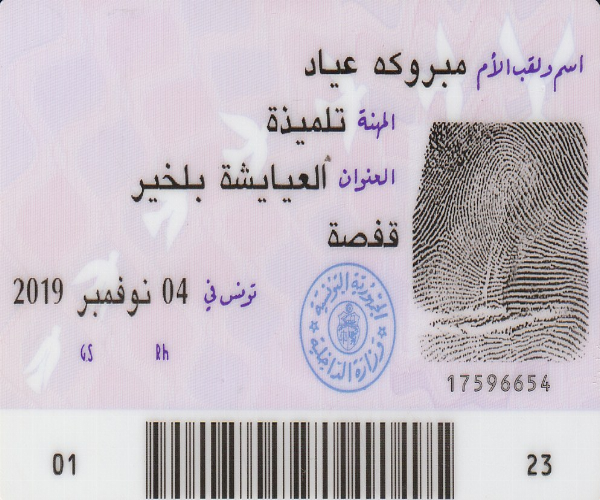 اسم ولقب الأم مبروكه عياد
المهنة تلميذة
العنوان العيايشة بلخير
قفصة
تونس في 04 نوفمبر 2019
GS Rh
الجمهورية التونسية
وزارة الداخلية
17596654
01 23